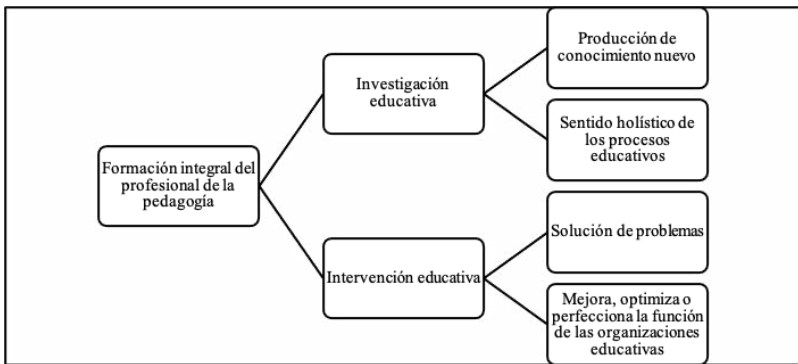 Formación integral del
profesional de la
pedagogía
Investigación
educativa
Producción de
conocimiento nuevo
Sentido holístico de
los procesos
educativos
Intervención educativa
Solución de problemas
Mejora, optimiza o
perfecciona la función
de las organizaciones
educativas